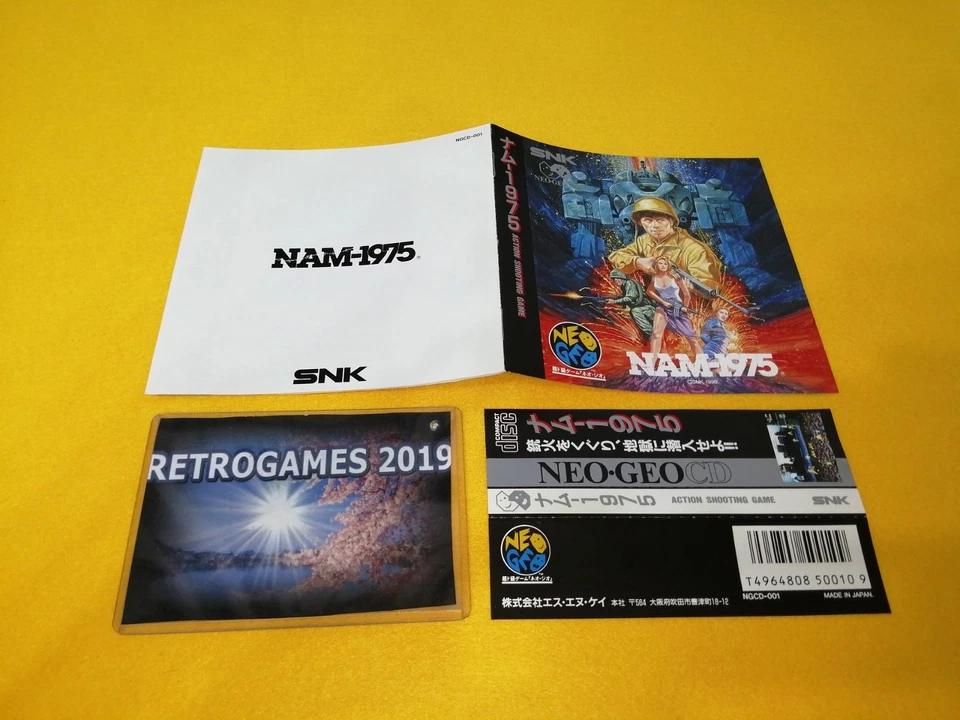 NGCD-001
NAM-1975
SNK
ナム-1975 ACTION SHOOTING GAME
SNK
NEO•GEO
NEO
GEO
NAM-1975
RETROGAMES 2019
COMPACT
disc
ナム-1975
銃火をくぐり、地獄に潜入せよ!!!
NEO•GEO CD
ナム-1975 ACTION SHOOTING GAME SNK
NEO
GEO
株式会社エス・エヌ・ケイ 本社 〒564 大阪府吹田市豊津町18-12
T4964808 50010 9
NGCD-001 MADE IN JAPAN.